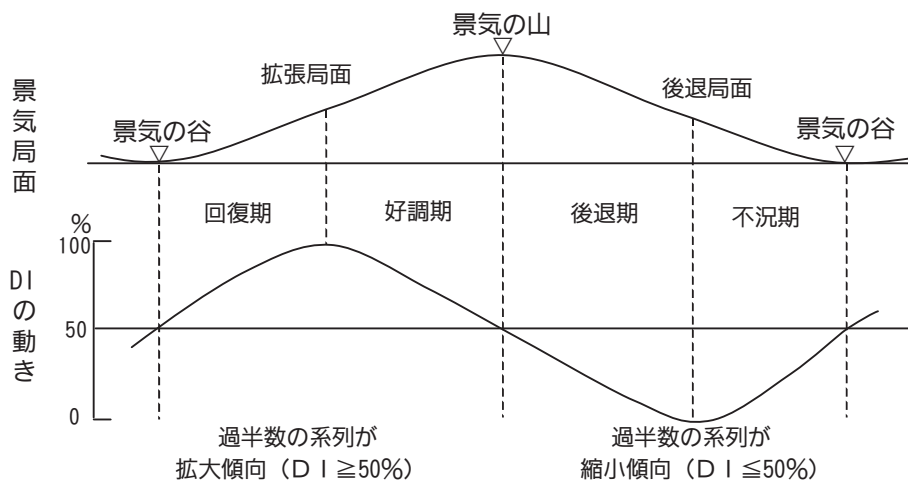 景気の山
拡張局面
後退局面
景気局面
景気の谷
景気の谷
回復期
好調期
後退期
不況期
%
100
DIの動き
50
0
過半数の系列が
拡大傾向（ＤＩ≧50%）
過半数の系列が
縮小傾向（ＤＩ≦50%）